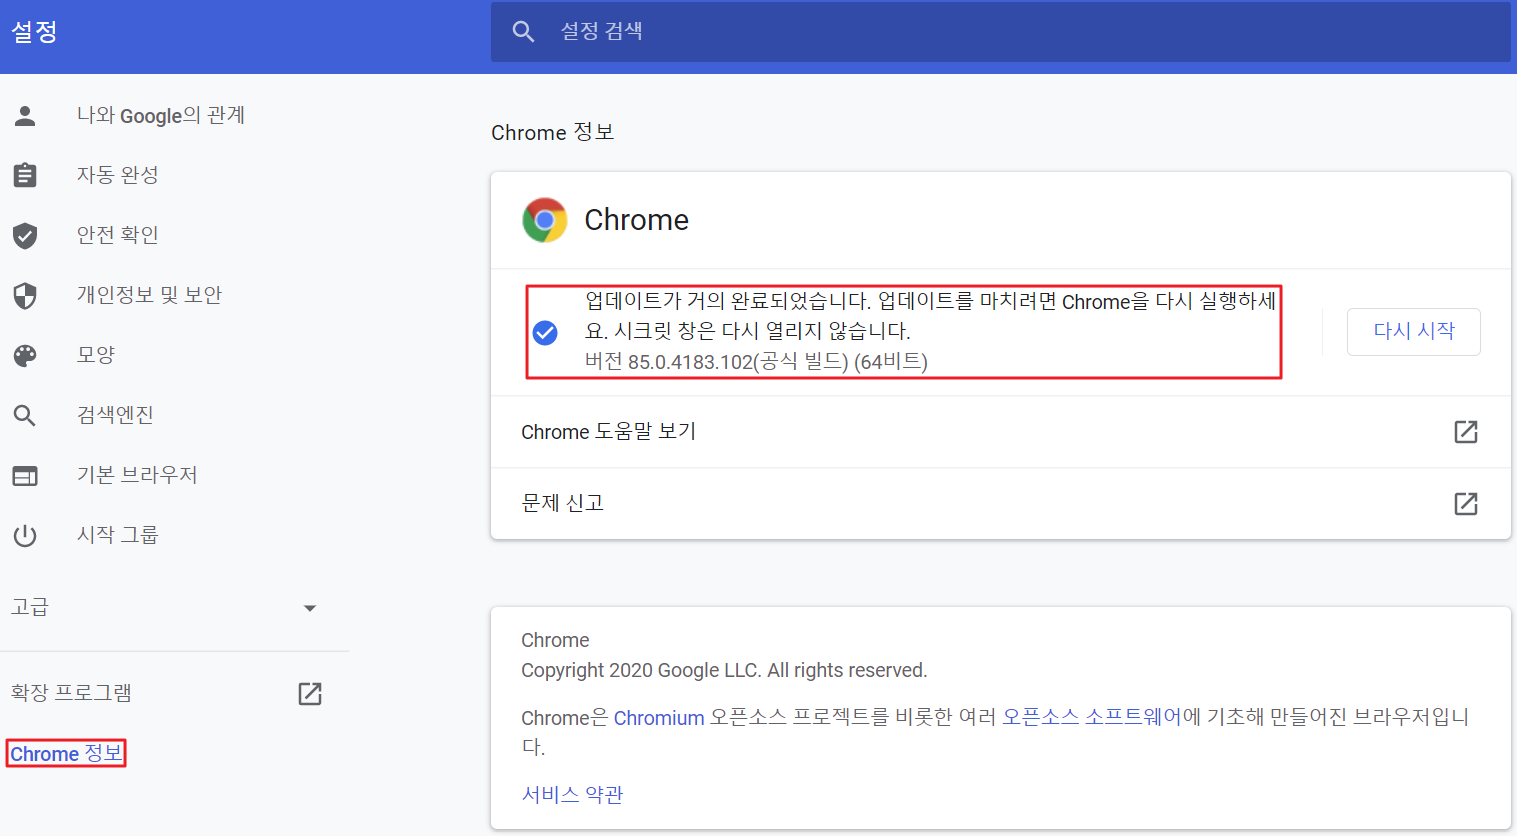 설정
설정 검색
나와 Google의 관계
자동 완성
안전 확인
개인정보 및 보안
모양
검색엔진
기본 브라우저
시작 그룹
고급
확장 프로그램
Chrome 정보
Chrome 정보
Chrome
업데이트가 거의 완료되었습니다. 업데이트를 마치려면 Chrome을 다시 실행하세
요. 시크릿 창은 다시 열리지 않습니다.
버전 85.0.4183.102(공식 빌드) (64비트)
다시 시작
Chrome 도움말 보기
문제 신고
Chrome
Copyright 2020 Google LLC. All rights reserved.
Chrome은 Chromium 오픈소스 프로젝트를 비롯한 여러 오픈소스 소프트웨어에 기초해 만들어진 브라우저입니
다.
서비스 약관